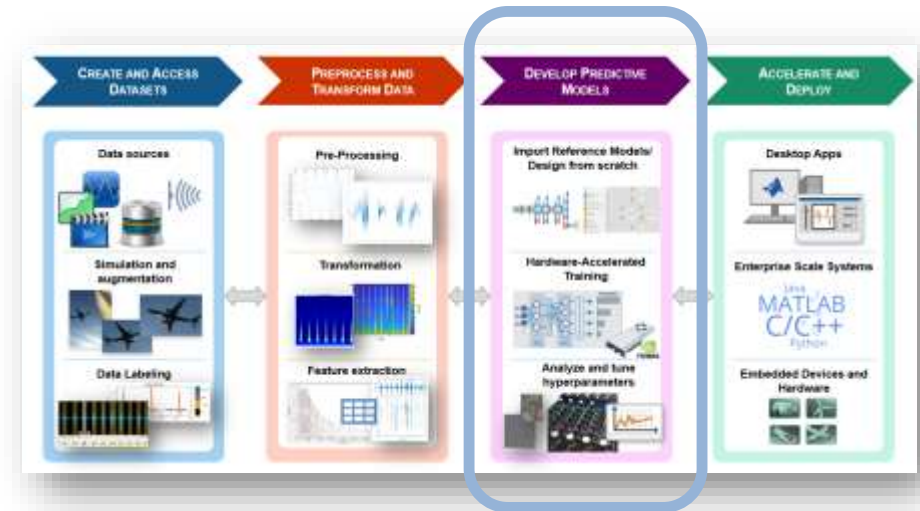 CREATE AND ACCESS
DATASETS
PREPROCESS AND
TRANSFORM DATA
DEVELOP PREDICTIVE
MODELS
ACCELERATE AND
DEPLOY
Data sources
Simulation and
augmentation
Data Labeling
Pre-Processing
Transformation
Feature extraction
Import Reference Models/
Design from scratch
Hardware-Accelerated
Training
Analyze and tune
hyperparameters
Desktop Apps
Enterprise Scale Systems
Java
MATLAB
C/C++
Python
Embedded Devices and
Hardware